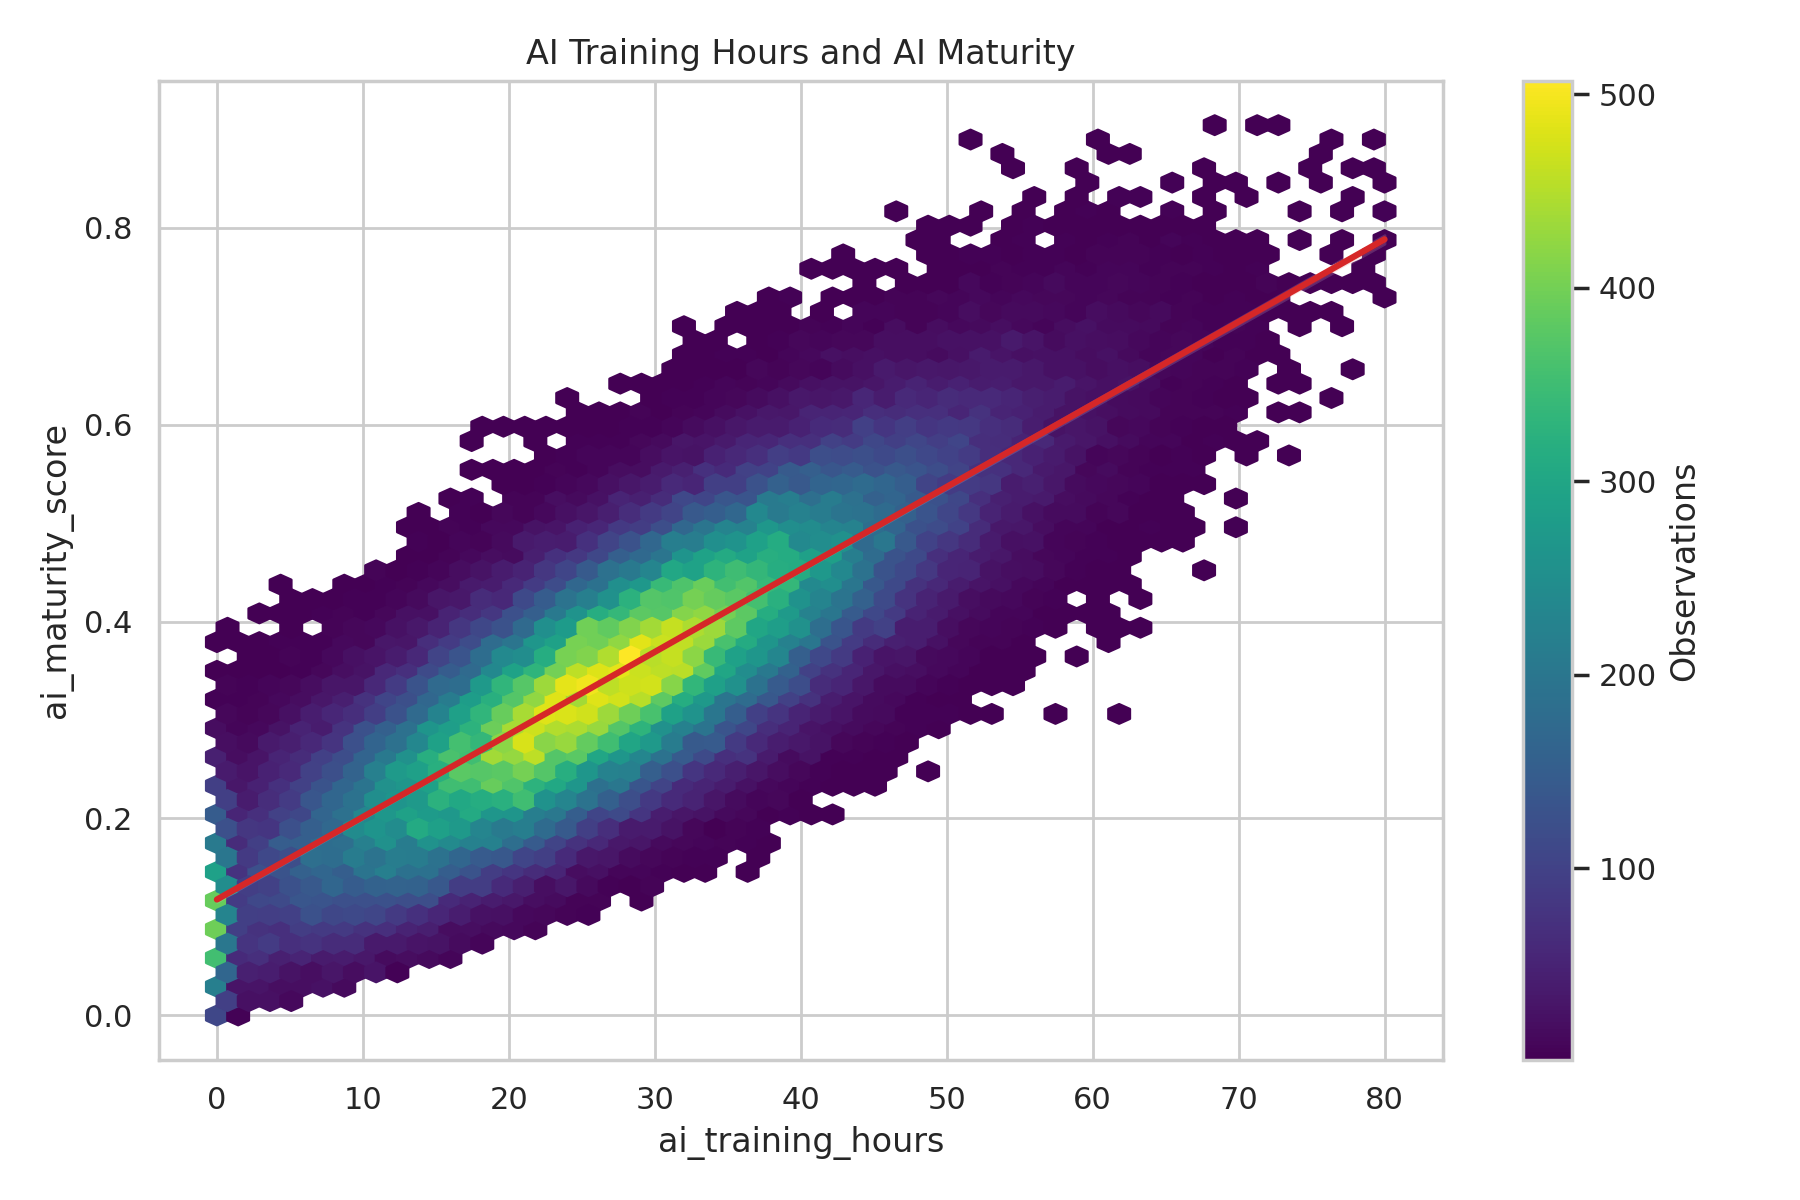 AI Training Hours and AI Maturity
500
400
300
200
100
Observations
0.8
0.6
0.4
0.2
0.0
ai_maturity_score
0 10 20 30 40 50 60 70 80
ai_training_hours